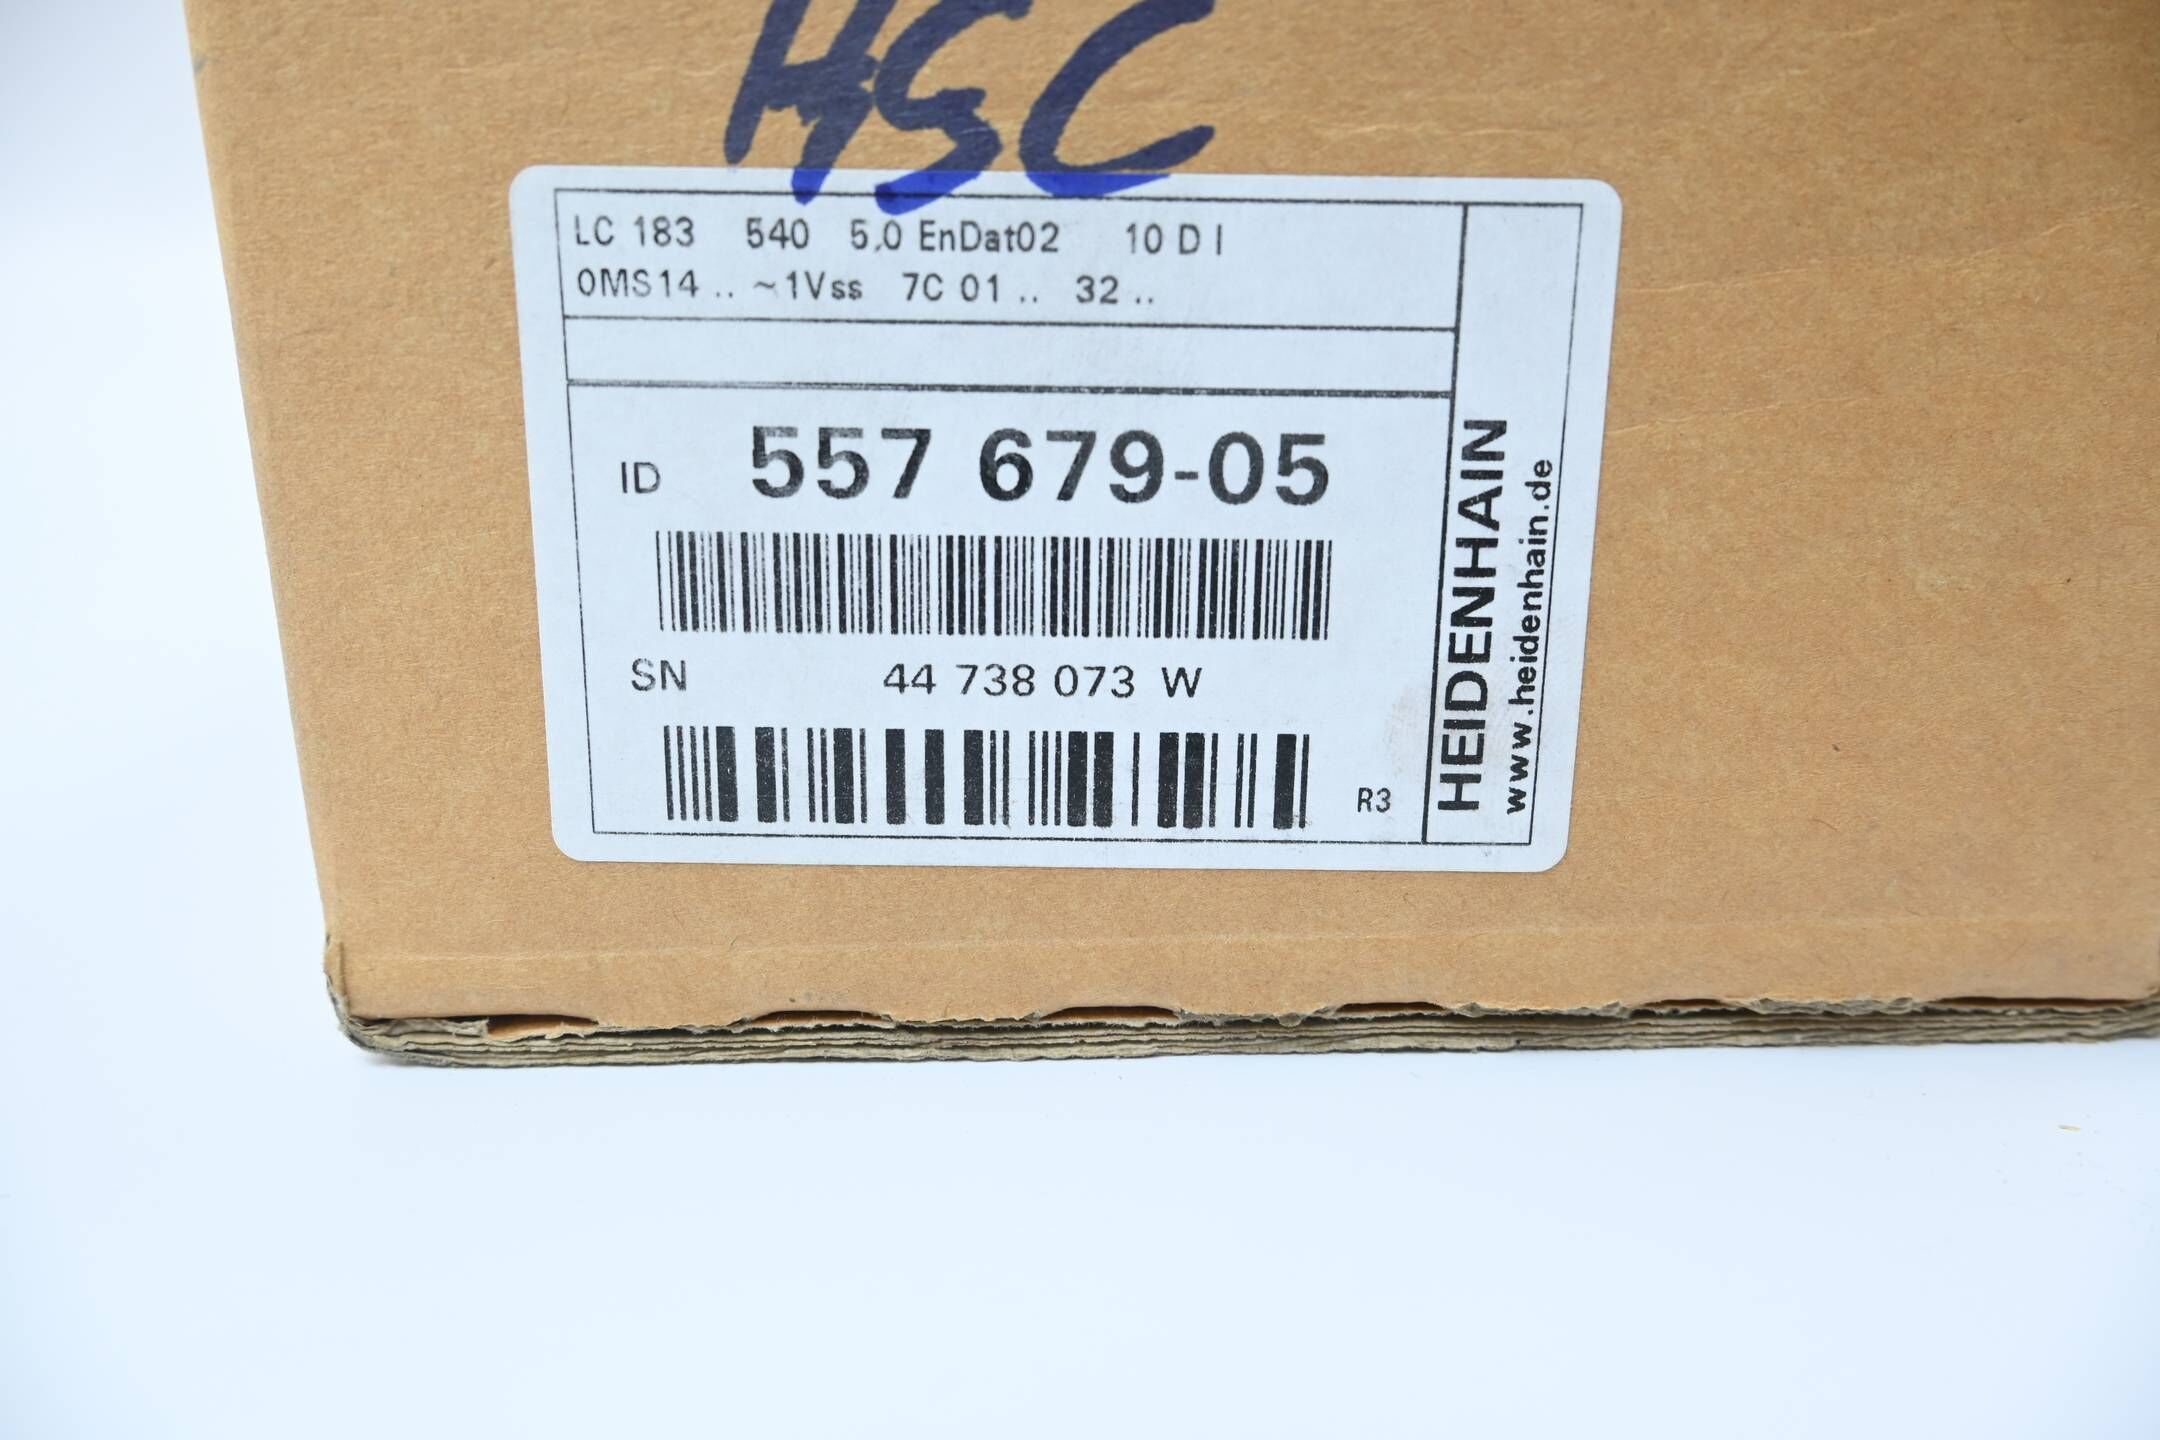 HSC
LC 183 540 5,0 EnDat02 10 D I
0MS14 .. ~1Vss 7C 01 .. 32 ..
ID 557 679-05
SN 44 738 073 W
R3
HEIDENHAIN
www.heidenhain.de